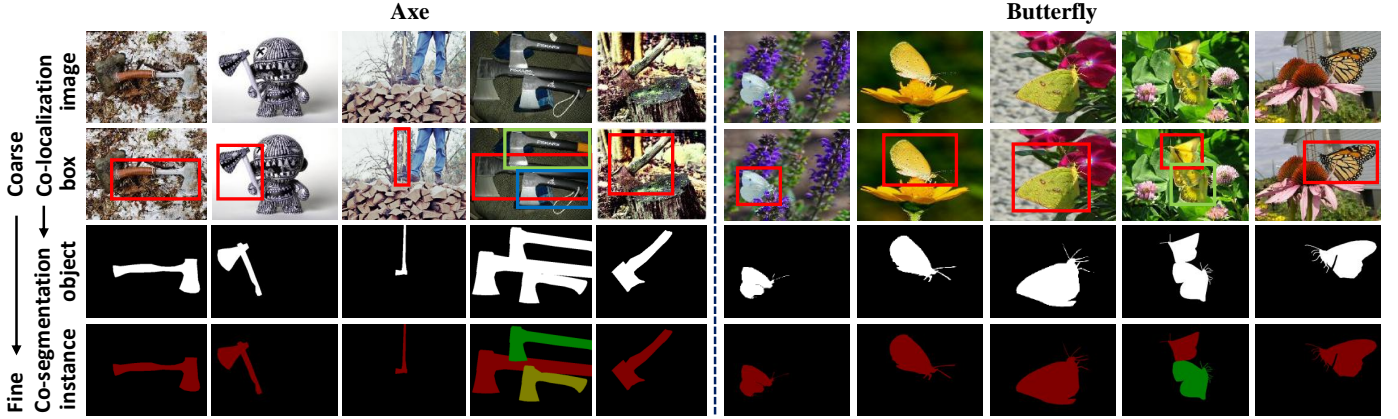 Axe
Butterfly
Coarse
Fine
Co-localization
Co-segmentation
image
box
object
instance
FISKARS